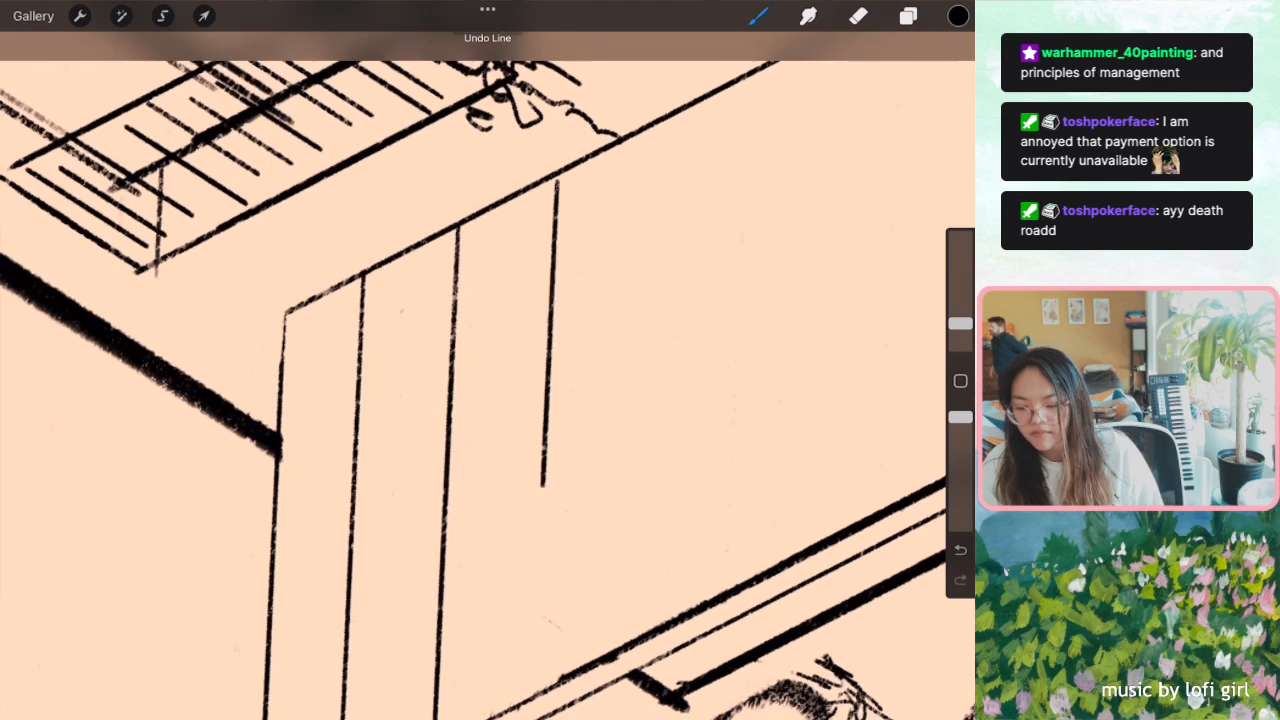 Gallery
Undo Line
warhammer_40painting: and
principles of management
toshpokerface: I am
annoyed that payment option is
currently unavailable
toshpokerface: ayy death
roadd
music by lofi girl